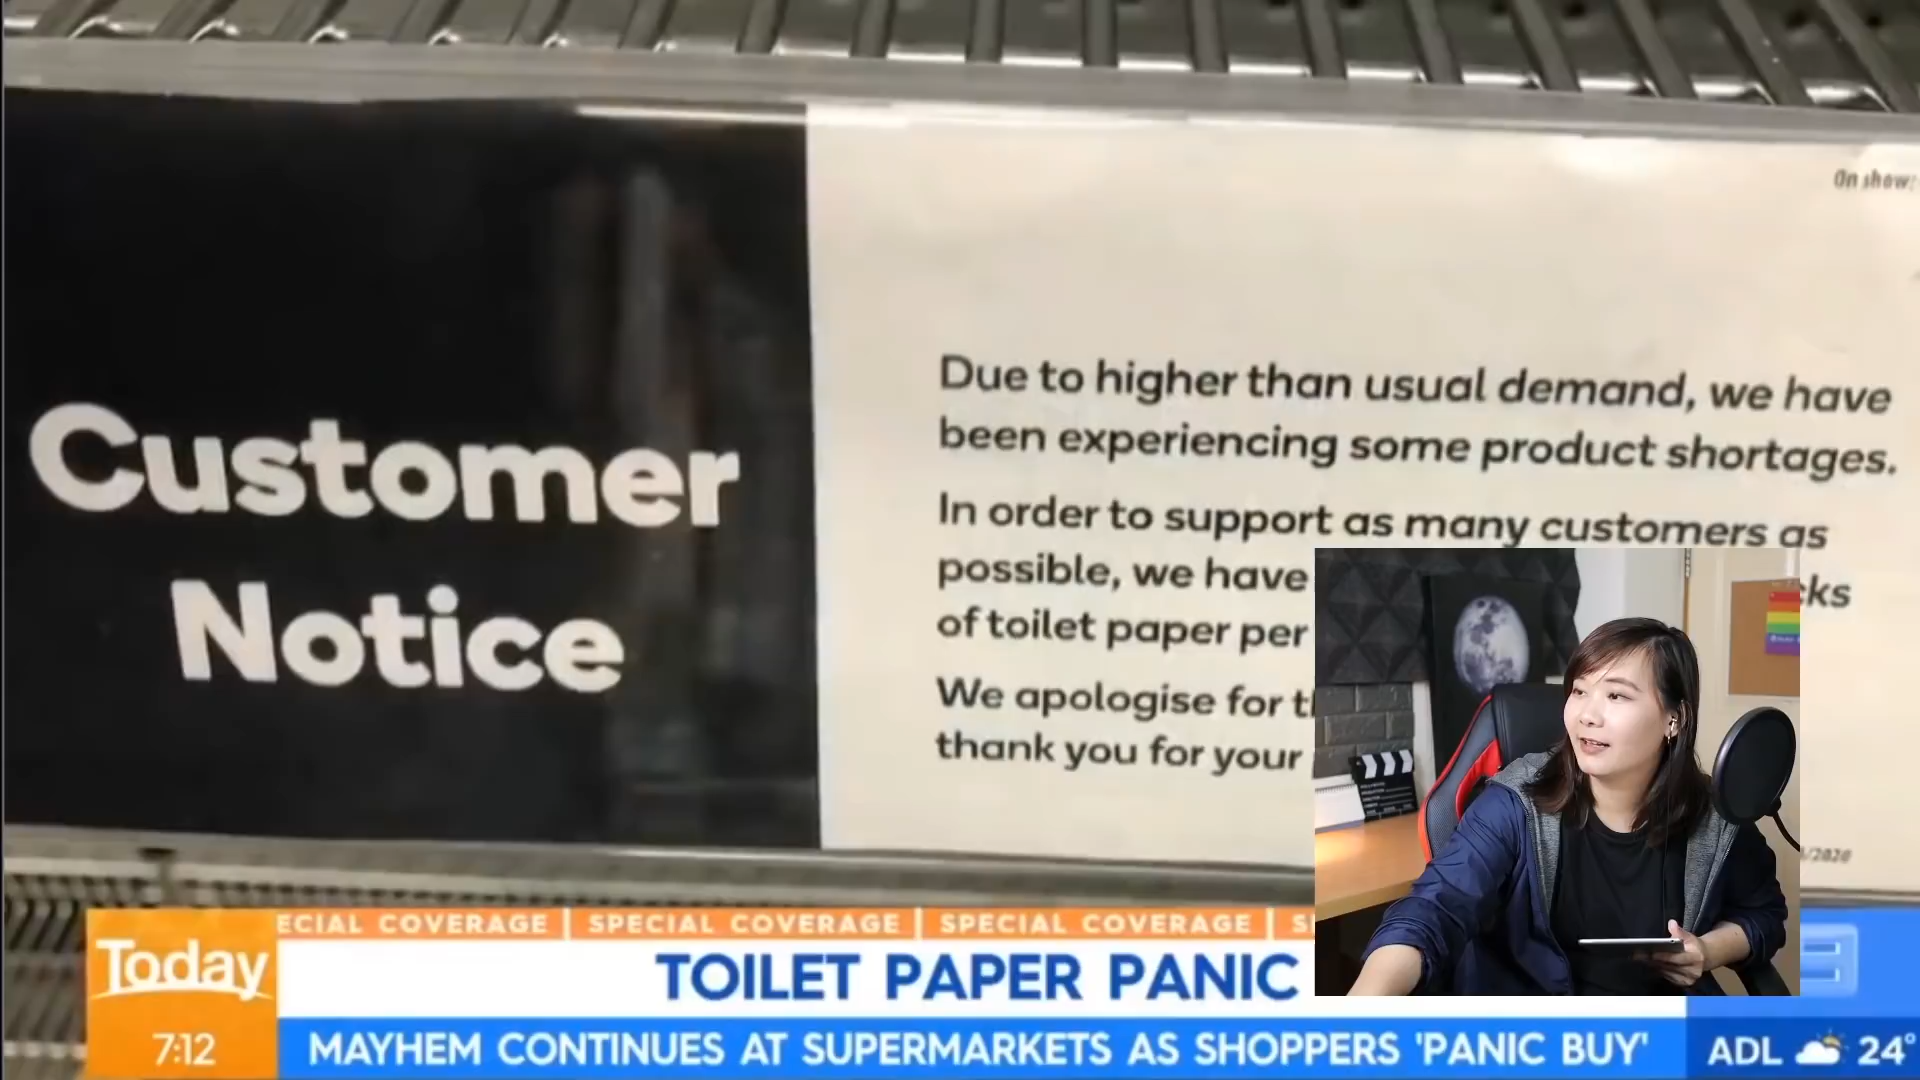 On show:
Customer
Notice
Due to higher than usual demand, we have
been experiencing some product shortages.
In order to support as many customers as
possible, we have
of toilet paper per
We apologise for
thank you for your
/2020
ECIAL COVERAGE | SPECIAL COVERAGE | SPECIAL COVERAGE |
Today
TOILET PAPER PANIC
7:12
MAYHEM CONTINUES AT SUPERMARKETS AS SHOPPERS 'PANIC BUY'
ADL 24°